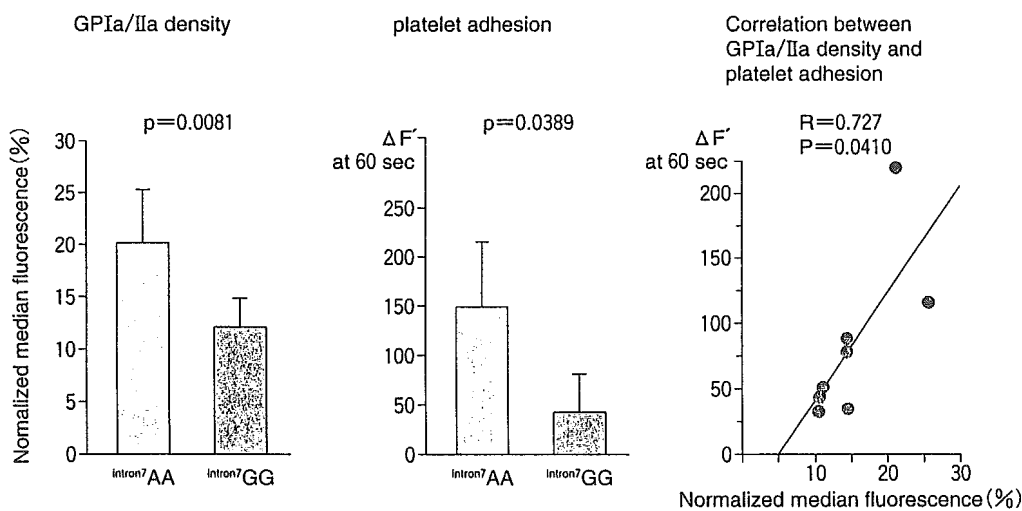 GPIa/IIa density
p=0.0081
Nomalized median fluorescence(%)
30
25
20
15
10
5
0
intron7AA
intron7GG
platelet adhesion
p=0.0389
ΔF´
at 60 sec
250
200
150
100
50
0
intron7AA
intron7GG
Correlation between
GPIa/IIa density and
platelet adhesion
R=0.727
P=0.0410
ΔF´
at 60 sec
200
150
100
50
0
10
20
30
Normalized median fluorescence(%)